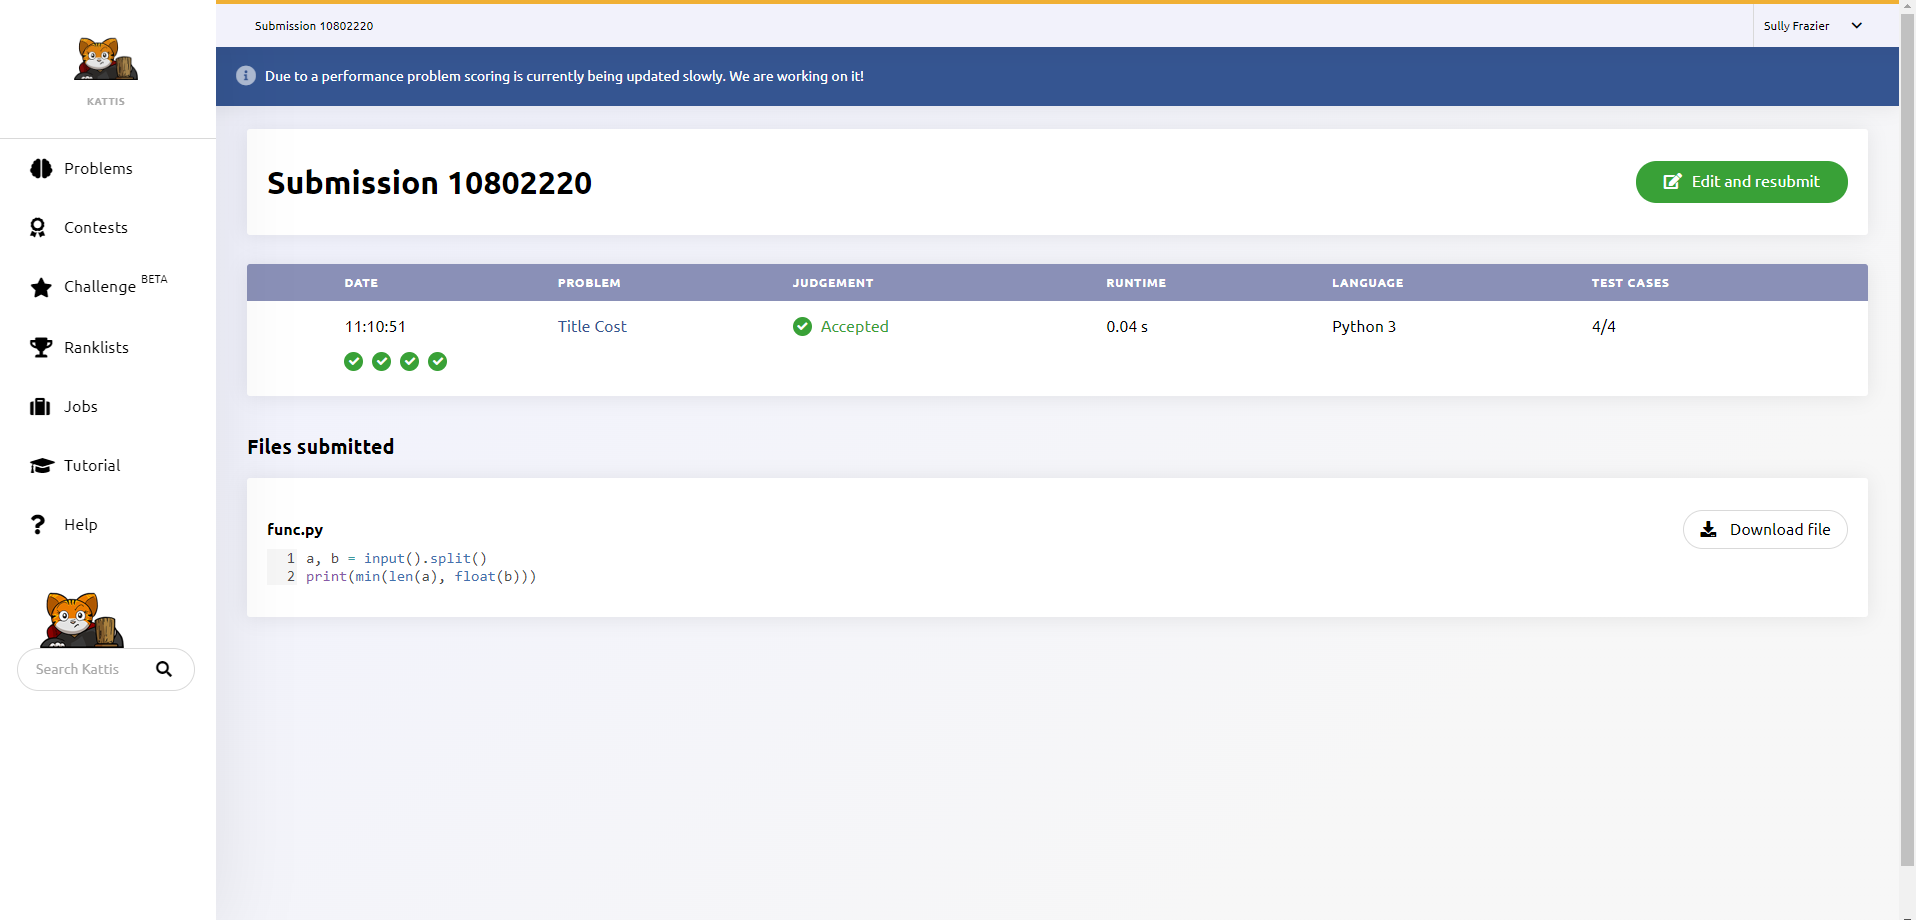 KATTIS
Problems
Contests
Challenge BETA
Ranklists
Jobs
Tutorial
Help
Search Kattis
Submission 10802220
Sully Frazier
Due to a performance problem scoring is currently being updated slowly. We are working on it!
Submission 10802220
Edit and resubmit
DATE PROBLEM JUDGEMENT RUNTIME LANGUAGE TEST CASES
11:10:51 Title Cost Accepted 0.04 s Python 3 4/4
Files submitted
func.py
Download file
1 a, b = input().split()
2 print(min(len(a), float(b)))